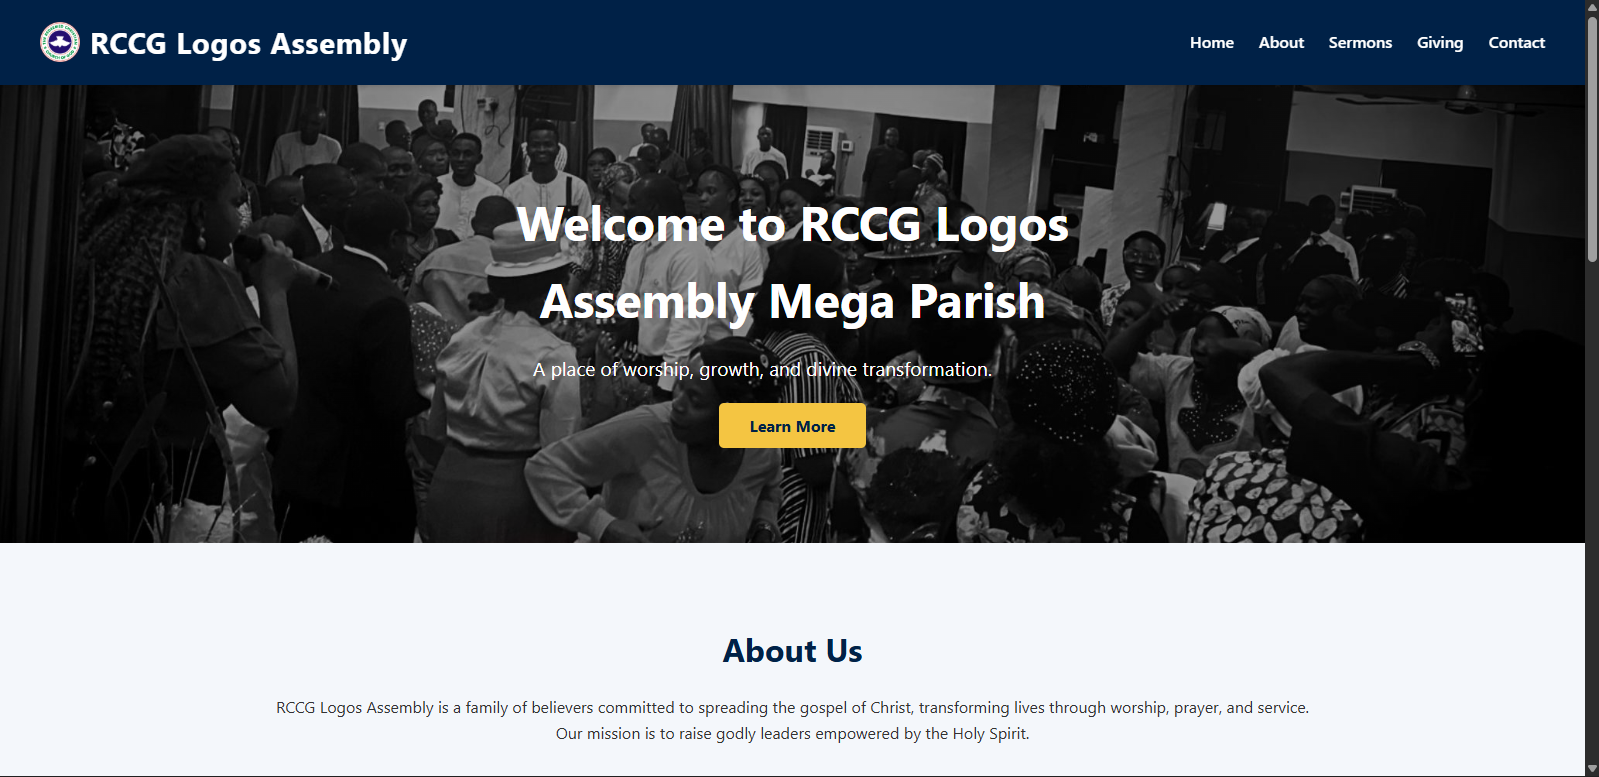 RCCG Logos Assembly
Home About Sermons Giving Contact
Welcome to RCCG Logos
Assembly Mega Parish
A place of worship, growth, and divine transformation.
Learn More
About Us
RCCG Logos Assembly is a family of believers committed to spreading the gospel of Christ, transforming lives through worship, prayer, and service.
Our mission is to raise godly leaders empowered by the Holy Spirit.